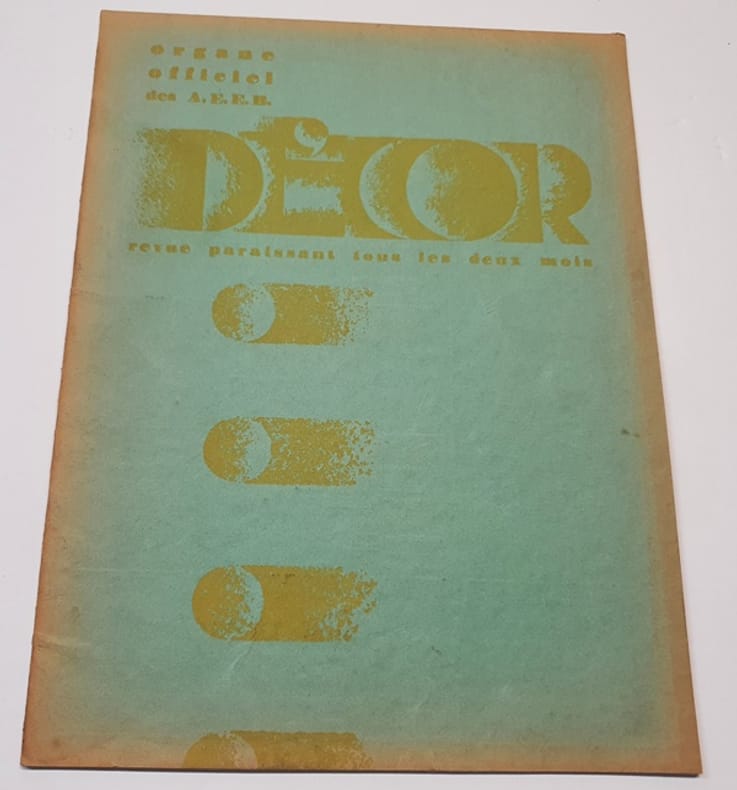 organe
officiel
des A.E.E.B.
DÉCOR
revue paraissant tous les deux mois